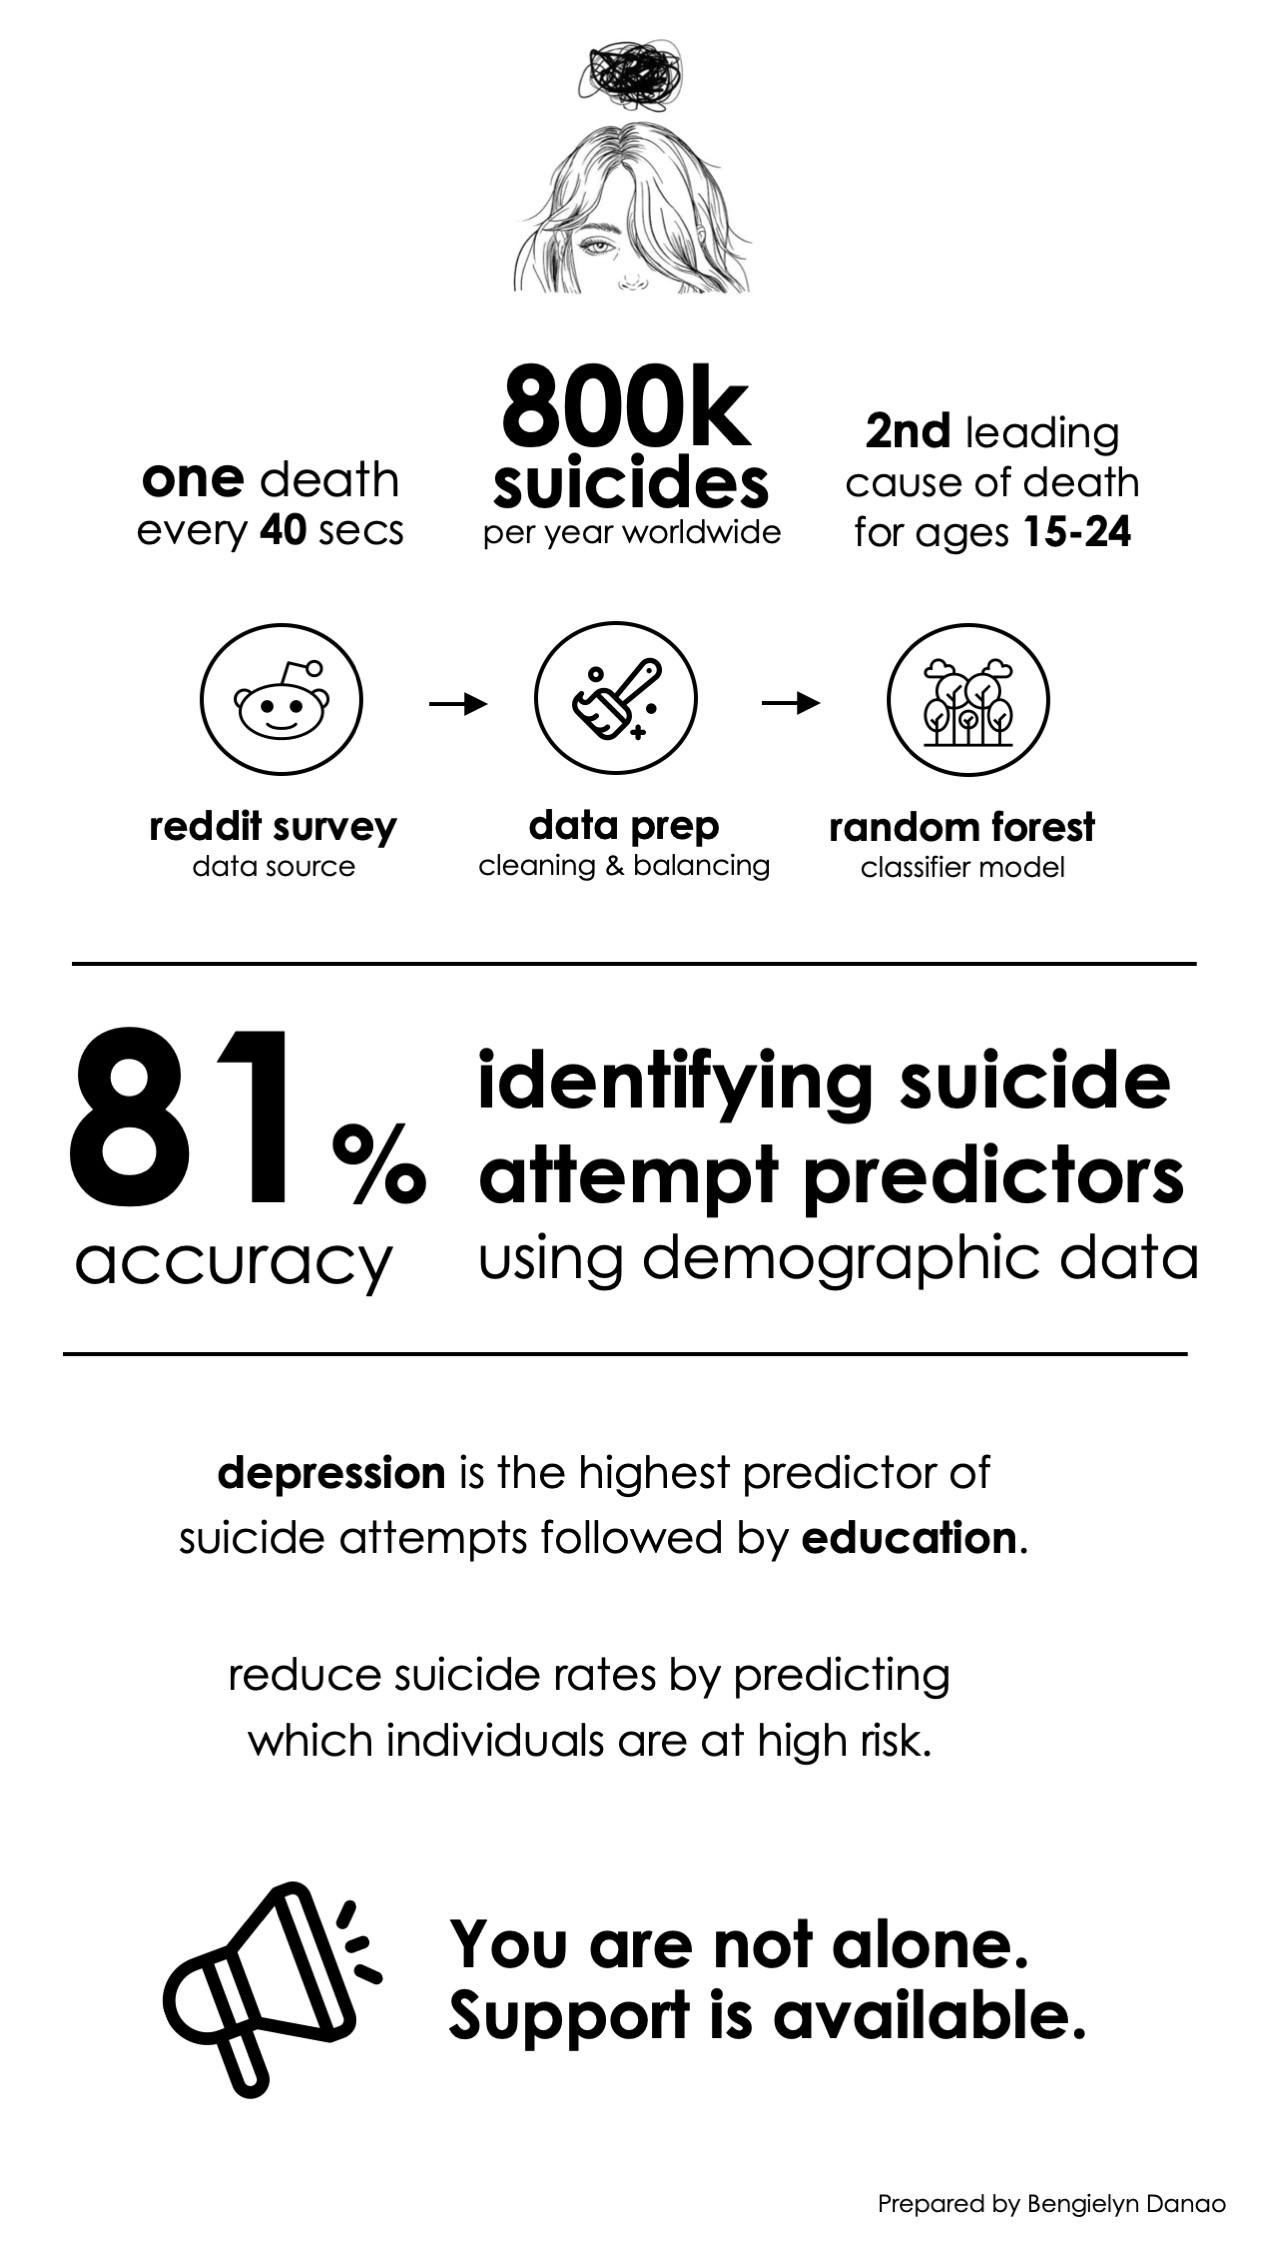 one death
every 40 secs
800k
suicides
per year worldwide
2nd leading
cause of death
for ages 15-24
reddit survey
data source
data prep
cleaning & balancing
random forest
classifier model
81%
accuracy
identifying suicide
attempt predictors
using demographic data
depression is the highest predictor of
suicide attempts followed by education.
reduce suicide rates by predicting
which individuals are at high risk.
You are not alone.
Support is available.
Prepared by Bengielyn Danao